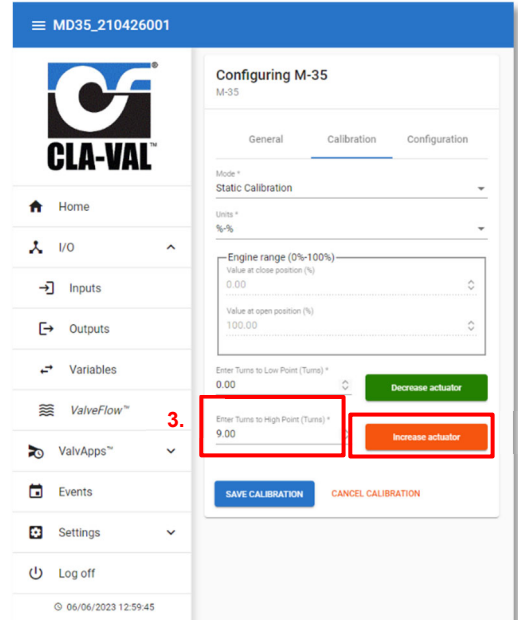 MD35_210426001
CLA-VAL™
Home
I/O
Inputs
Outputs
Variables
ValveFlow™
ValvApps™
Events
Settings
Log off
06/06/2023 12:59:45
Configuring M-35
M-35
General Calibration Configuration
Mode *
Static Calibration
Units *
%-%
Engine range (0%-100%)
Value at close position (%)
0.00
Value at open position (%)
100.00
Enter Turns to Low Point (Turns) *
0.00
Decrease actuator
3.
Enter Turns to High Point (Turns) *
9.00
Increase actuator
SAVE CALIBRATION CANCEL CALIBRATION